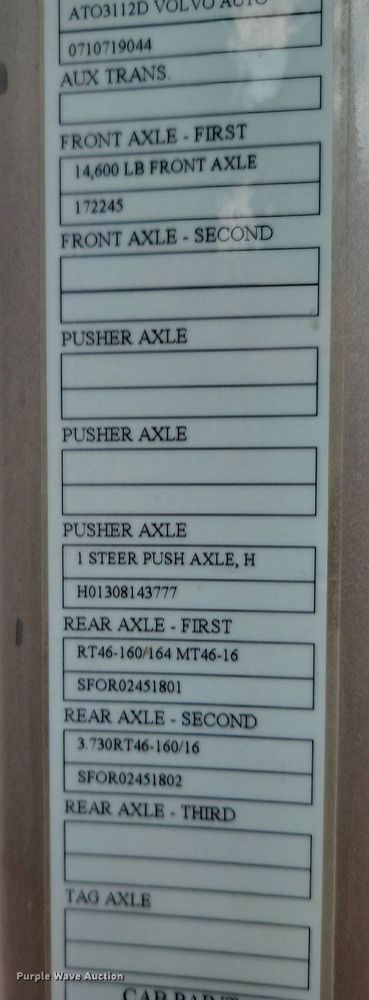 ATO3112D VOLVO AUTO
0710719044
AUX TRANS.
FRONT AXLE - FIRST
14,600 LB FRONT AXLE
172245
FRONT AXLE - SECOND
PUSHER AXLE
PUSHER AXLE
PUSHER AXLE
1 STEER PUSH AXLE, H
H01308143777
REAR AXLE - FIRST
RT46-160/164 MT46-16
SFOR02451801
REAR AXLE - SECOND
3.730RT46-160/16
SFOR02451802
REAR AXLE - THIRD
TAG AXLE
CAB PAINT
Purple Wave Auction